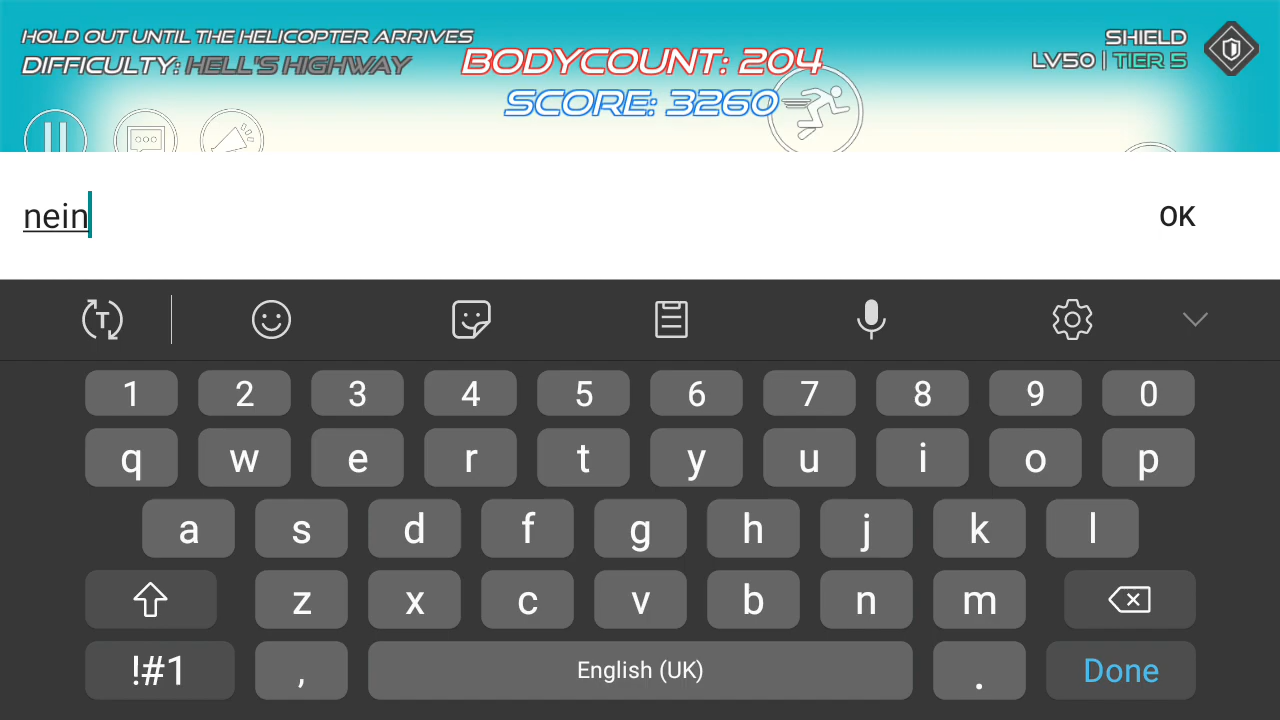 HOLD OUT UNTIL THE HELICOPTER ARRIVES
DIFFICULTY: HELL'S HIGHWAY
BODYCOUNT: 204
SCORE: 3260
SHIELD
LV50 | TIER 5
nein
OK
T
1 2 3 4 5 6 7 8 9 0
q w e r t y u i o p
a s d f g h j k l
z x c v b n m
!#1 , English (UK) . Done